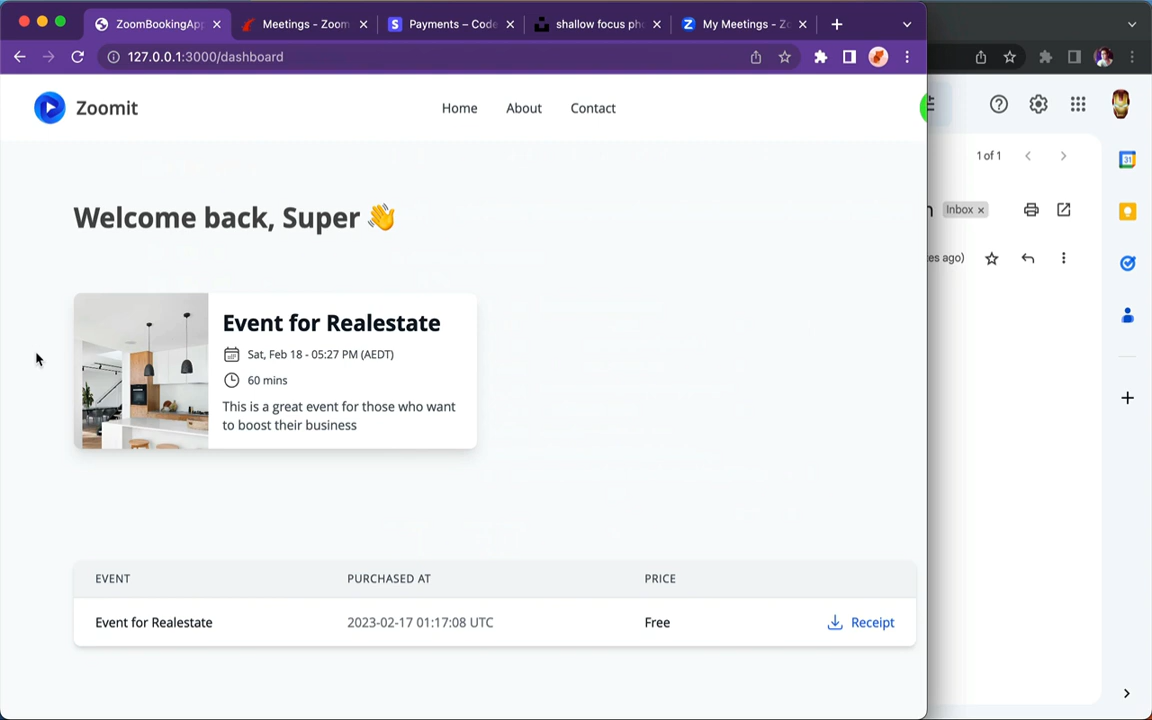 ZoomBookingApp
Meetings - Zoom
Payments – Code
shallow focus ph
My Meetings - Zo
127.0.0.1:3000/dashboard
Zoomit
Home
About
Contact
1 of 1
Welcome back, Super 👋
Inbox ×
es ago)
Event for Realestate
Sat, Feb 18 - 05:27 PM (AEDT)
60 mins
This is a great event for those who want
to boost their business
EVENT PURCHASED AT PRICE
Event for Realestate 2023-02-17 01:17:08 UTC Free Receipt